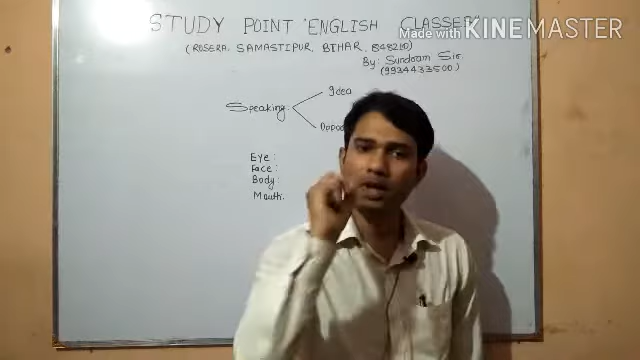 STUDY POINT "ENGLISH CLASSES"
Made with KINEMASTER
(ROSERA, SAMASTIPUR, BIHAR, 848210)
By: Sundram Sir.
(9934433500)
Idea
Speaking:
Eye:
Face:
Body:
Mouth: